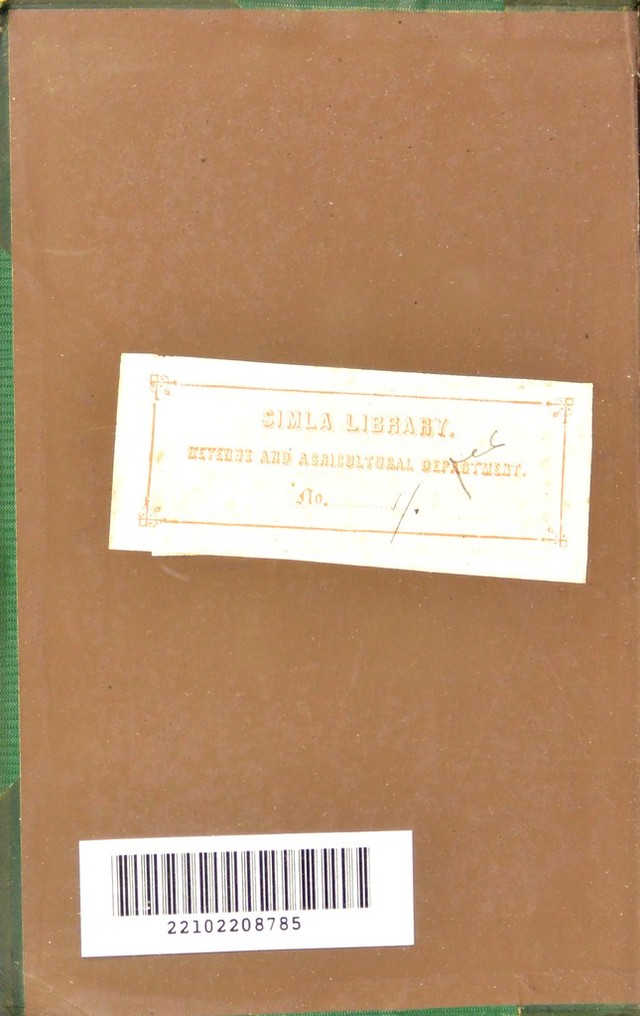 SIMLA LIBRARY.
REVENUE AND AGRICULTURAL DEPARTMENT.
No.
22102208785